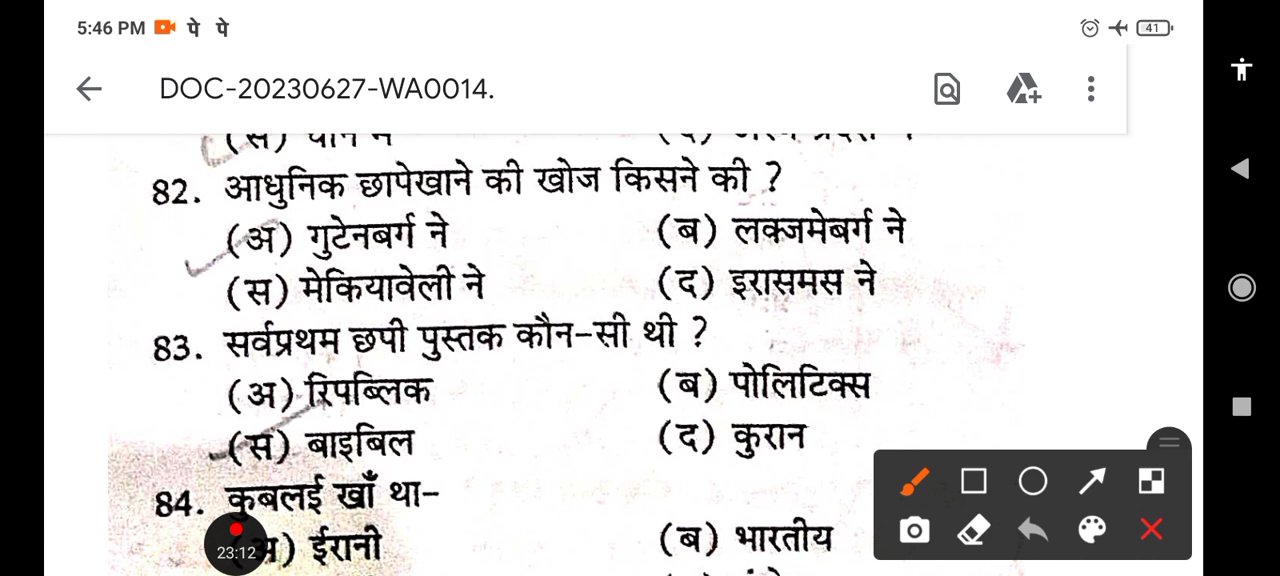 5:46 PM पे पे 41
DOC-20230627-WA0014.
82. आधुनिक छापेखाने की खोज किसने की ?
(अ) गुटेनबर्ग ने (ब) लक्जमेबर्ग ने
(स) मेकियावेली ने (द) इरासमस ने
83. सर्वप्रथम छपी पुस्तक कौन-सी थी ?
(अ) रिपब्लिक (ब) पोलिटिक्स
(स) बाइबिल (द) कुरान
84. कुबलई खाँ था-
(अ) ईरानी (ब) भारतीय
23:12